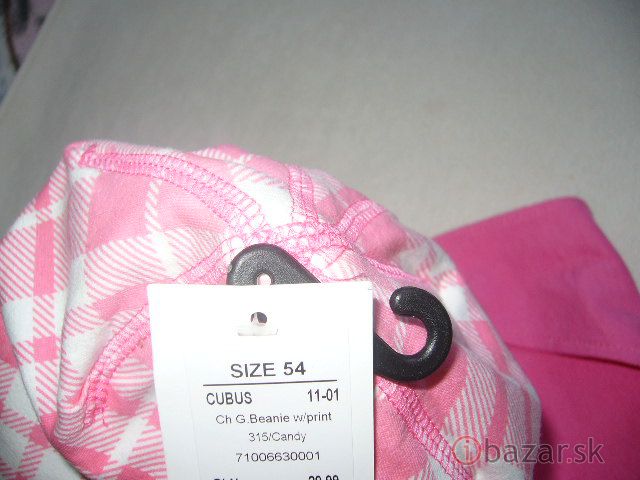 SIZE 54
CUBUS 11-01
Ch G.Beanie w/print
315/Candy
71006630001
bazar.sk